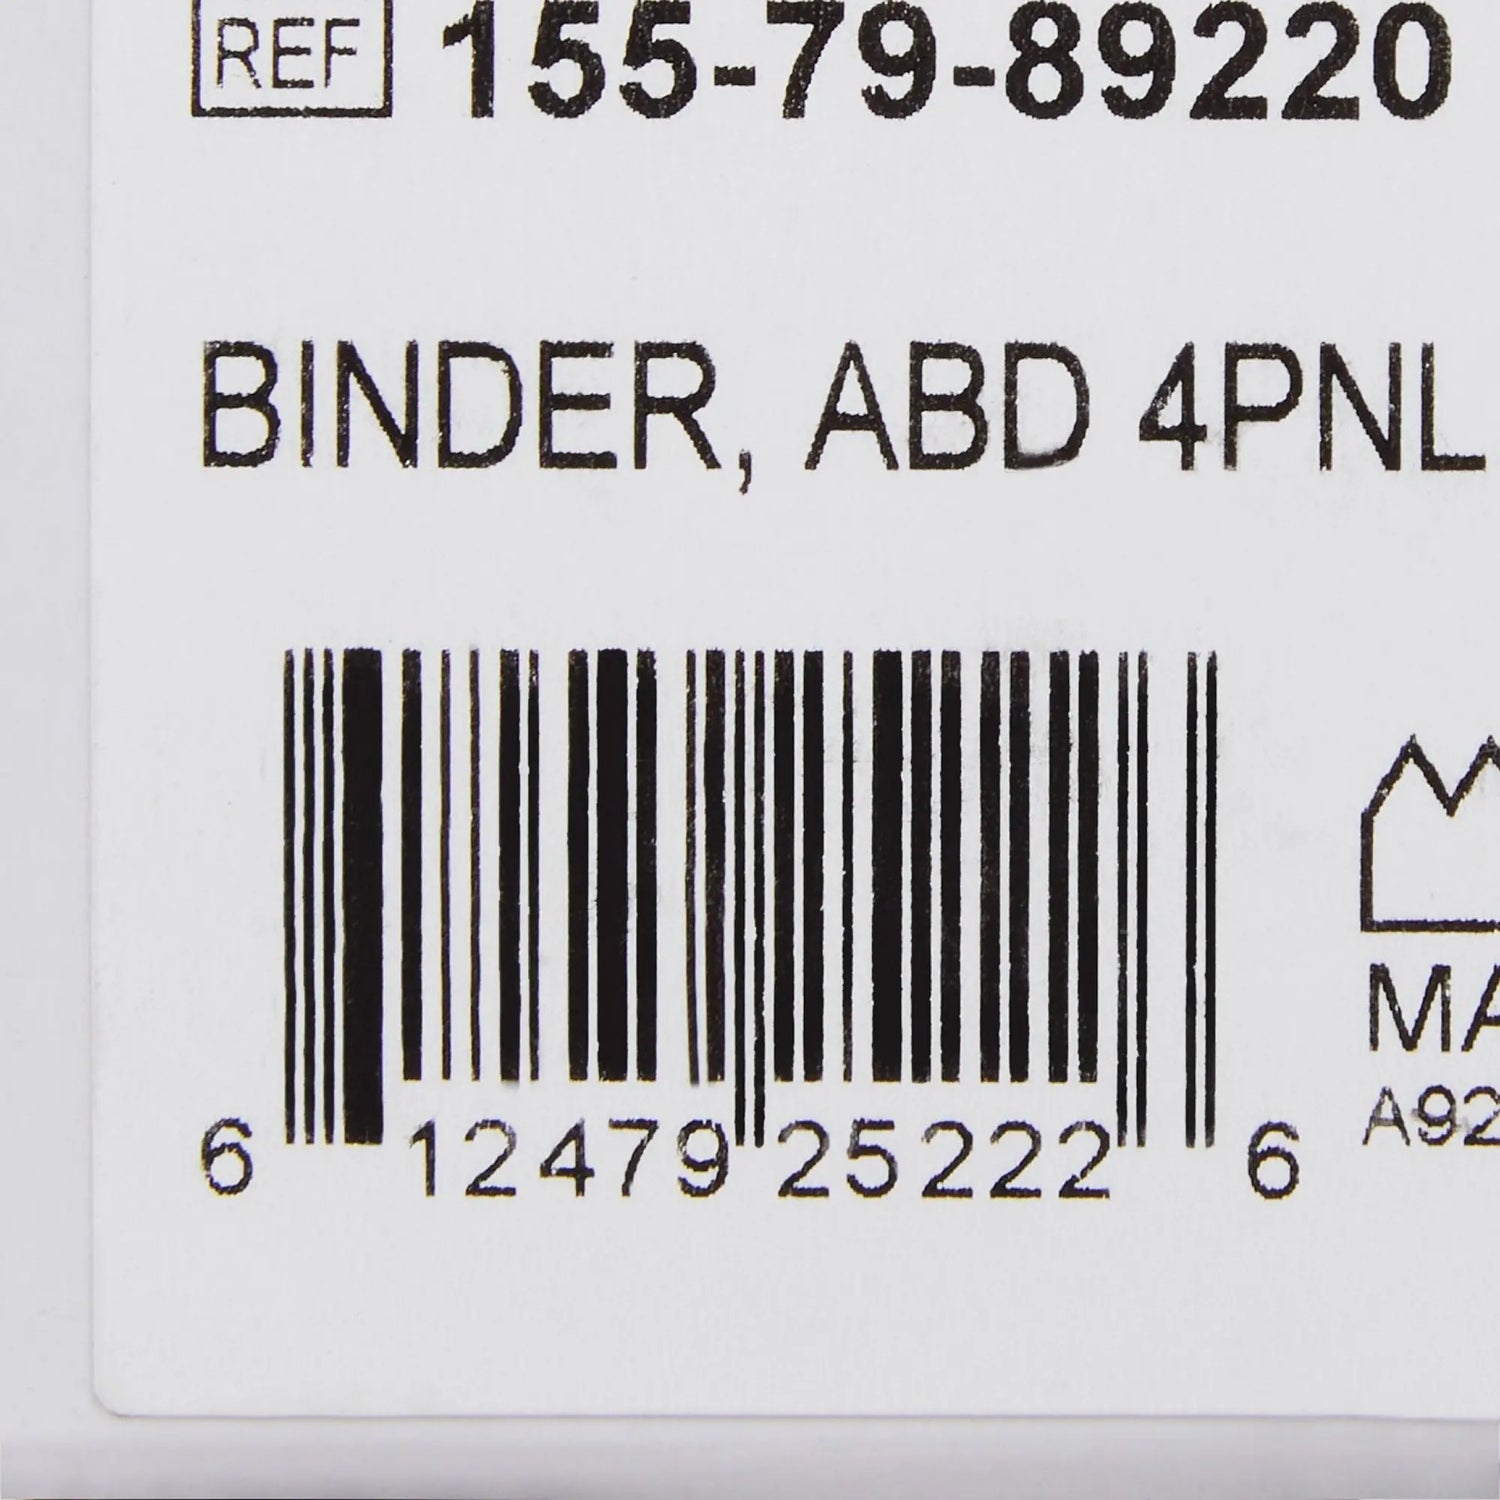 REF 155-79-89220
BINDER, ABD 4PNL
6 12479 25222 6
MA
A92